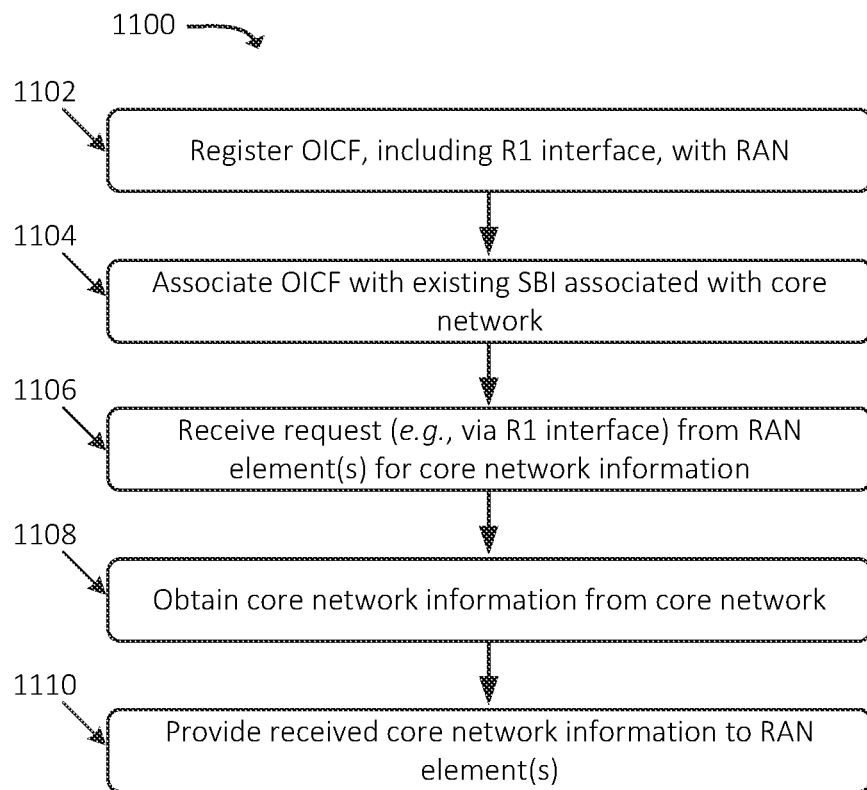 1100
1102
Register OICF, including R1 interface, with RAN
1104
Associate OICF with existing SBI associated with core
network
1106
Receive request (e.g., via R1 interface) from RAN
element(s) for core network information
1108
Obtain core network information from core network
1110
Provide received core network information to RAN
element(s)